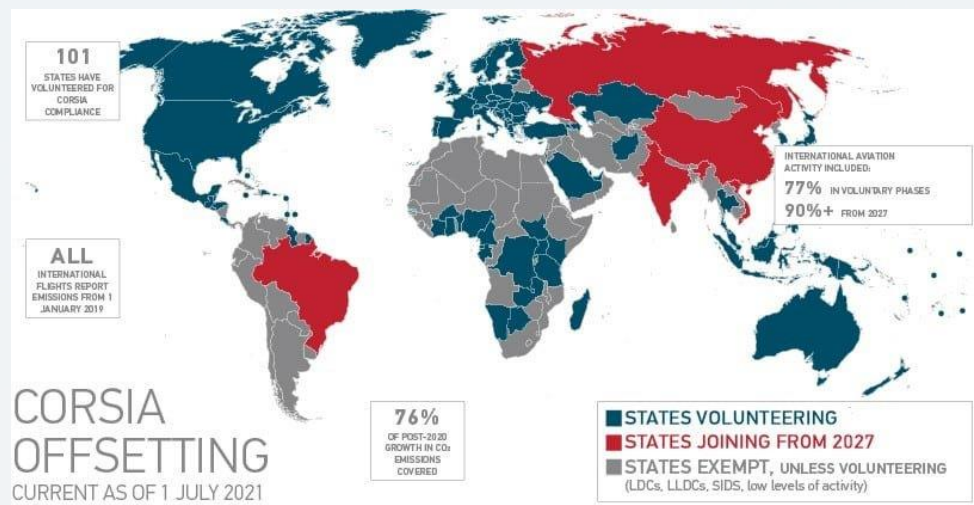 101
STATES HAVE
VOLUNTEERED FOR
CORSIA
COMPLIANCE
INTERNATIONAL AVIATION
ACTIVITY INCLUDED:
77% IN VOLUNTARY PHASES
90%+ FROM 2027
ALL
INTERNATIONAL
FLIGHTS REPORT
EMISSIONS FROM 1
JANUARY 2019
CORSIA
OFFSETTING
CURRENT AS OF 1 JULY 2021
76%
OF POST-2020
GROWTH IN CO₂
EMISSIONS
COVERED
STATES VOLUNTEERING
STATES JOINING FROM 2027
STATES EXEMPT, UNLESS VOLUNTEERING
(LDCs, LLDCs, SIDS, low levels of activity)